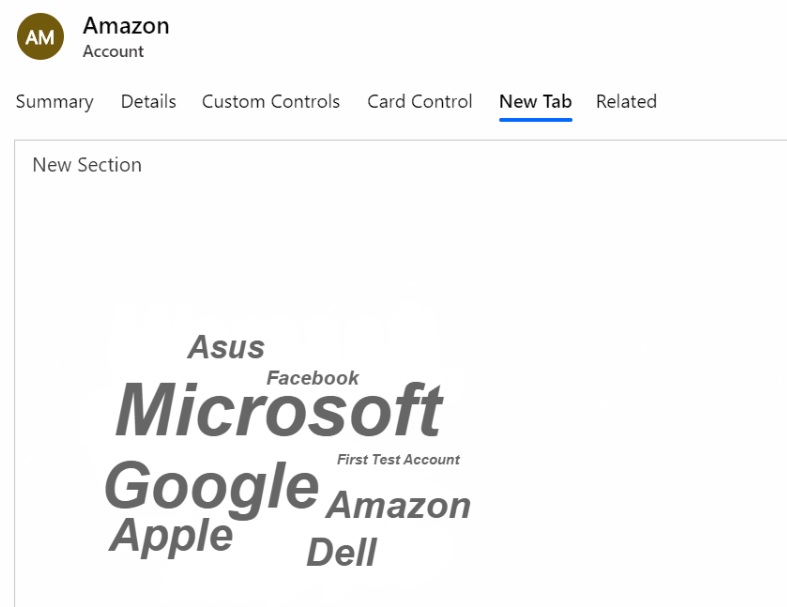 AM
Amazon
Account
Summary Details Custom Controls Card Control New Tab Related
New Section
Asus
Facebook
Microsoft
First Test Account
Google
Amazon
Apple
Dell